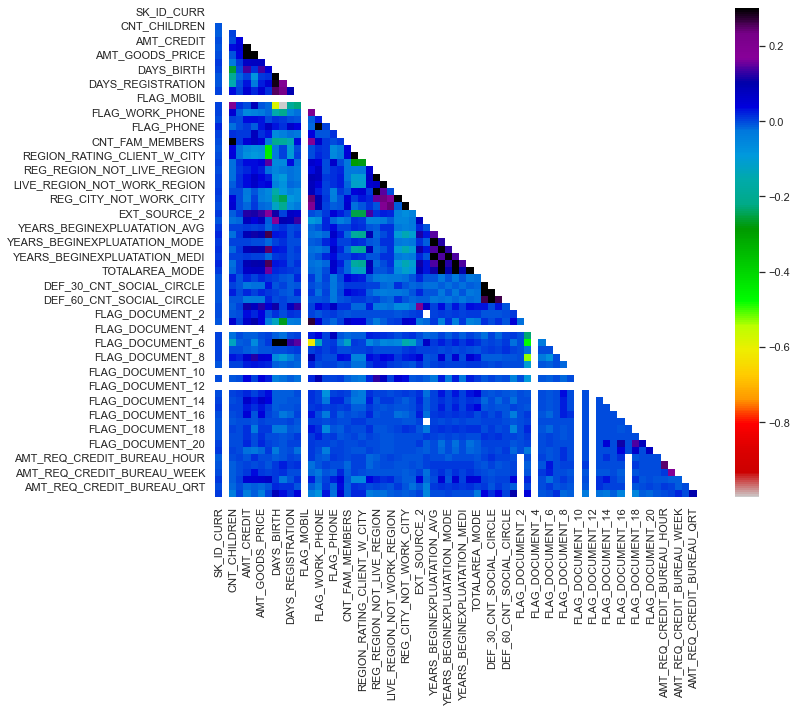 SK_ID_CURR
CNT_CHILDREN
AMT_CREDIT
AMT_GOODS_PRICE
DAYS_BIRTH
DAYS_REGISTRATION
FLAG_MOBIL
FLAG_WORK_PHONE
FLAG_PHONE
CNT_FAM_MEMBERS
REGION_RATING_CLIENT_W_CITY
REG_REGION_NOT_LIVE_REGION
LIVE_REGION_NOT_WORK_REGION
REG_CITY_NOT_WORK_CITY
EXT_SOURCE_2
YEARS_BEGINEXPLUATATION_AVG
YEARS_BEGINEXPLUATATION_MODE
YEARS_BEGINEXPLUATATION_MEDI
TOTALAREA_MODE
DEF_30_CNT_SOCIAL_CIRCLE
DEF_60_CNT_SOCIAL_CIRCLE
FLAG_DOCUMENT_2
FLAG_DOCUMENT_4
FLAG_DOCUMENT_6
FLAG_DOCUMENT_8
FLAG_DOCUMENT_10
FLAG_DOCUMENT_12
FLAG_DOCUMENT_14
FLAG_DOCUMENT_16
FLAG_DOCUMENT_18
FLAG_DOCUMENT_20
AMT_REQ_CREDIT_BUREAU_HOUR
AMT_REQ_CREDIT_BUREAU_WEEK
AMT_REQ_CREDIT_BUREAU_QRT
SK_ID_CURR
CNT_CHILDREN
AMT_CREDIT
AMT_GOODS_PRICE
DAYS_BIRTH
DAYS_REGISTRATION
FLAG_MOBIL
FLAG_WORK_PHONE
FLAG_PHONE
CNT_FAM_MEMBERS
REGION_RATING_CLIENT_W_CITY
REG_REGION_NOT_LIVE_REGION
LIVE_REGION_NOT_WORK_REGION
REG_CITY_NOT_WORK_CITY
EXT_SOURCE_2
YEARS_BEGINEXPLUATATION_AVG
YEARS_BEGINEXPLUATATION_MODE
YEARS_BEGINEXPLUATATION_MEDI
TOTALAREA_MODE
DEF_30_CNT_SOCIAL_CIRCLE
DEF_60_CNT_SOCIAL_CIRCLE
FLAG_DOCUMENT_2
FLAG_DOCUMENT_4
FLAG_DOCUMENT_6
FLAG_DOCUMENT_8
FLAG_DOCUMENT_10
FLAG_DOCUMENT_12
FLAG_DOCUMENT_14
FLAG_DOCUMENT_16
FLAG_DOCUMENT_18
FLAG_DOCUMENT_20
AMT_REQ_CREDIT_BUREAU_HOUR
AMT_REQ_CREDIT_BUREAU_WEEK
AMT_REQ_CREDIT_BUREAU_QRT
0.2
0.0
−0.2
−0.4
−0.6
−0.8